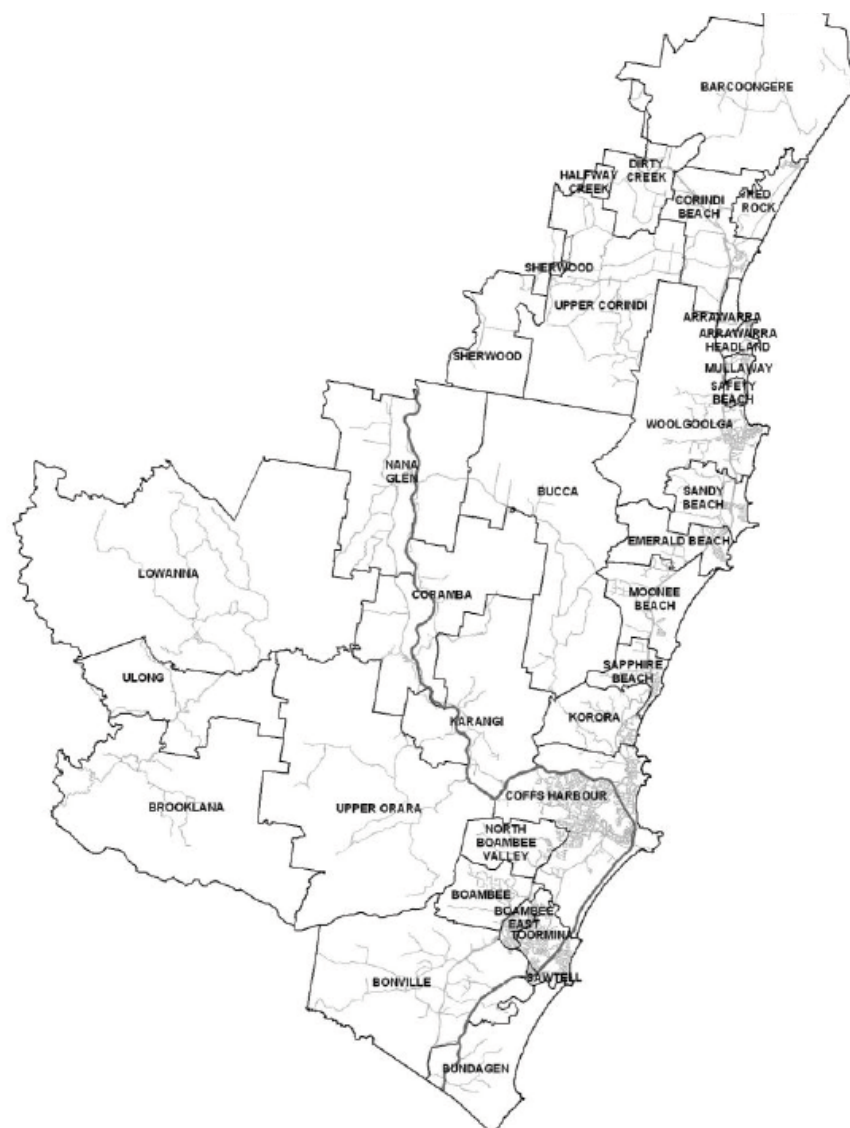 BARCOONGERE
DIRTY
CREEK
HALFWAY
CREEK
CORINDI
BEACH
RED
ROCK
SHERWOOD
UPPER CORINDI
ARRAWARRA
ARRAWARRA
HEADLAND
SHERWOOD
MULLAWAY
SAFETY
BEACH
WOOLGOOLGA
NANA
GLEN
BUCCA
SANDY
BEACH
EMERALD BEACH
LOWANNA
CORAMBA
MOONEE
BEACH
ULONG
SAPPHIRE
BEACH
KARANGI
KORORA
BROOKLANA
UPPER ORARA
COFFS HARBOUR
NORTH
BOAMBEE
VALLEY
BOAMBEE
BOAMBEE
EAST
TOORMINA
BONVILLE
SAWTELL
BUNDAGEN